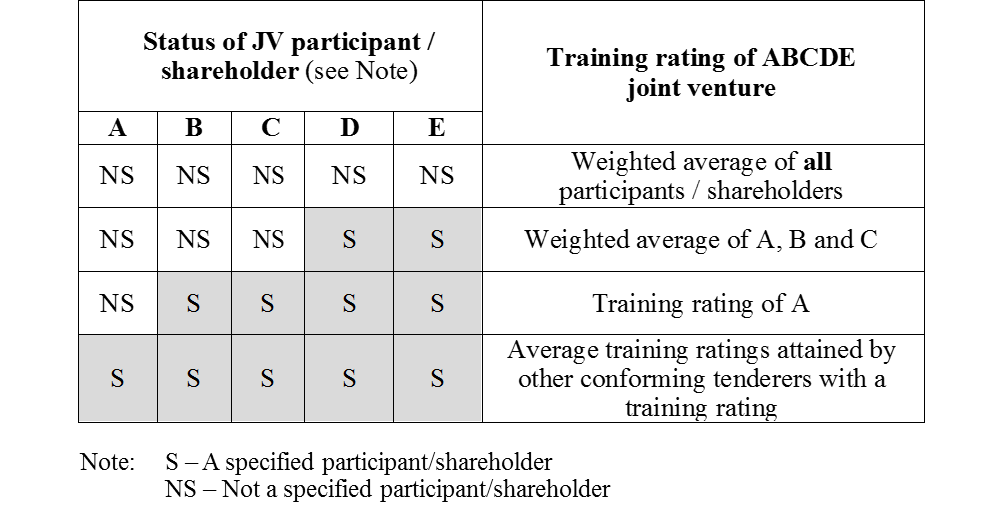 Status of JV participant /
shareholder (see Note)
Training rating of ABCDE
joint venture
A B C D E
NS NS NS NS NS
Weighted average of all
participants / shareholders
NS NS NS S S Weighted average of A, B and C
NS S S S S Training rating of A
S S S S S
Average training ratings attained by
other conforming tenderers with a
training rating
Note: S – A specified participant/shareholder
NS – Not a specified participant/shareholder